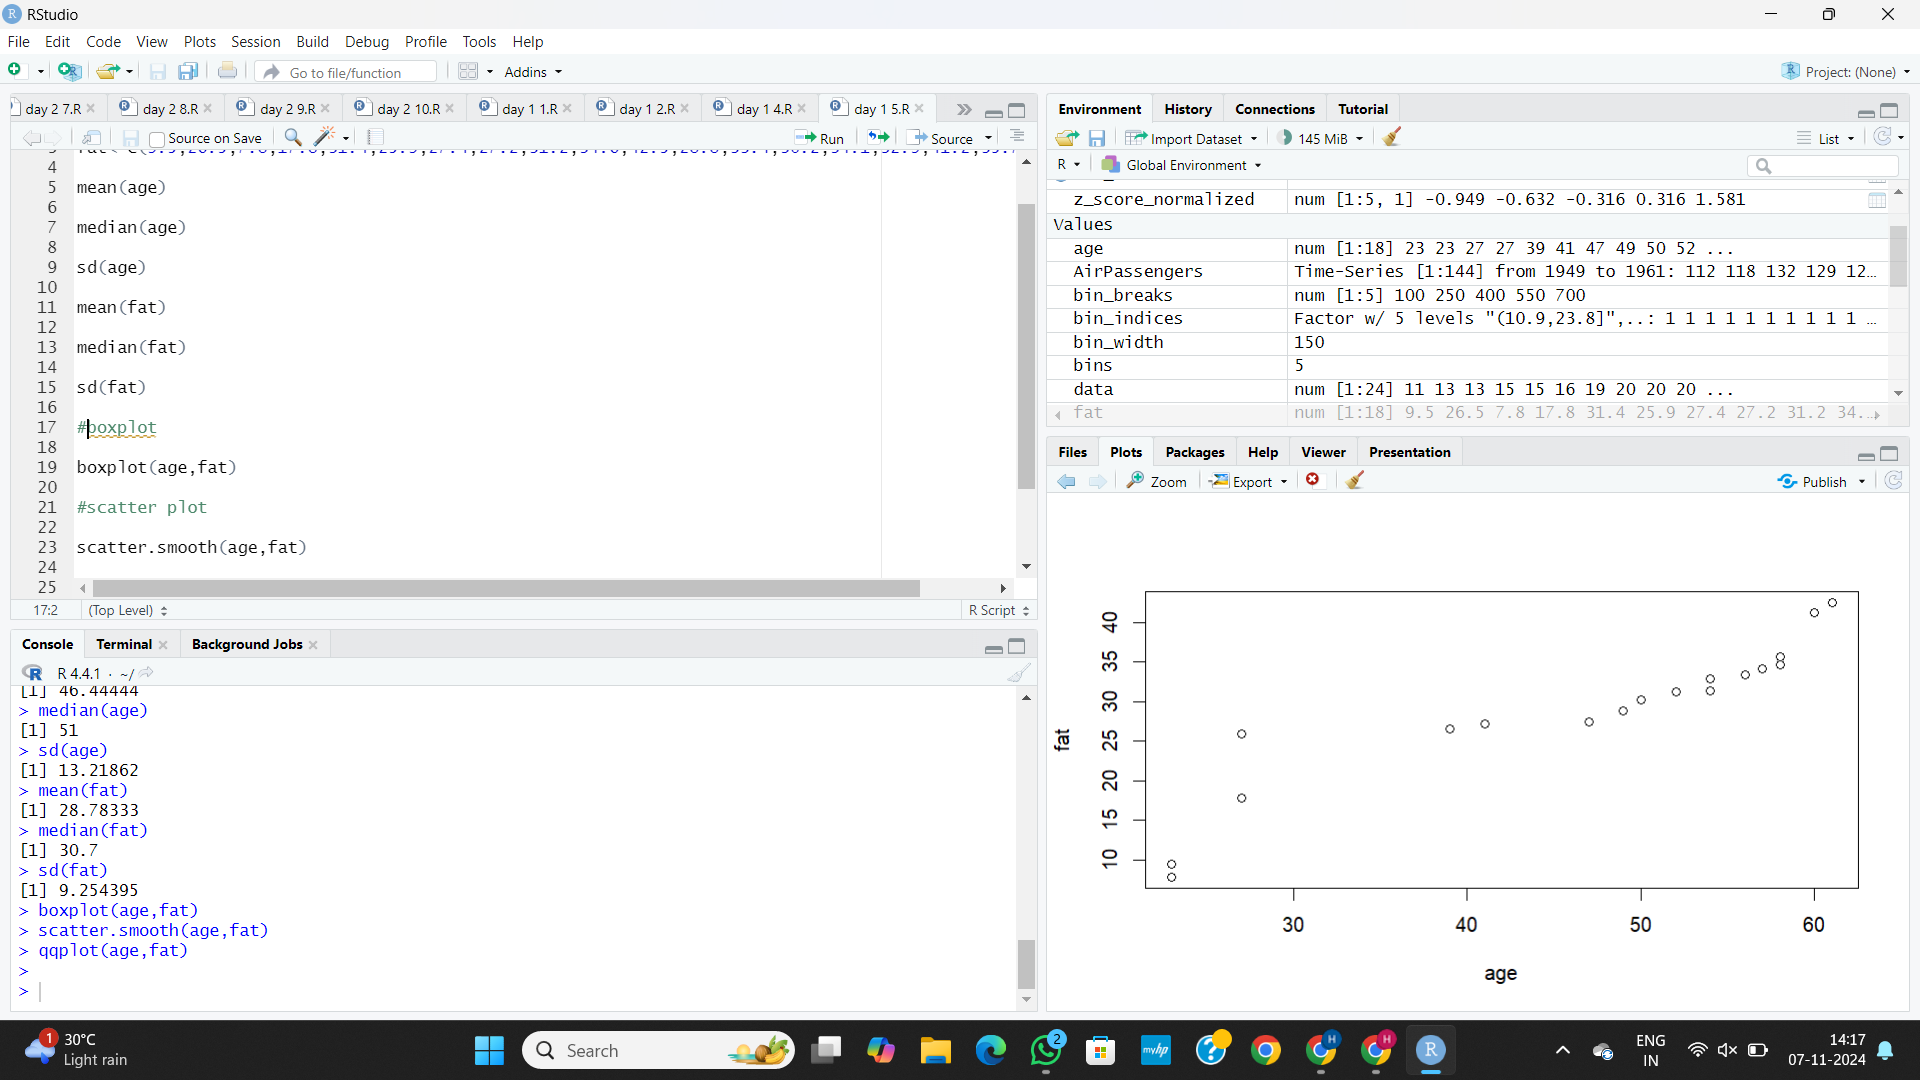 RStudio
File Edit Code View Plots Session Build Debug Profile Tools Help
Go to file/function Addins Project: (None)
day 2 7.R day 2 8.R day 2 9.R day 2 10.R day 1 1.R day 1 2.R day 1 4.R day 1 5.R
Source on Save Run Source
4
5 mean(age)
6
7 median(age)
8
9 sd(age)
10
11 mean(fat)
12
13 median(fat)
14
15 sd(fat)
16
17 #boxplot
18
19 boxplot(age,fat)
20
21 #scatter plot
22
23 scatter.smooth(age,fat)
24
25
17:2 (Top Level) R Script
Console Terminal Background Jobs
R 4.4.1 · ~/
[1] 46.44444
> median(age)
[1] 51
> sd(age)
[1] 13.21862
> mean(fat)
[1] 28.78333
> median(fat)
[1] 30.7
> sd(fat)
[1] 9.254395
> boxplot(age,fat)
> scatter.smooth(age,fat)
> qqplot(age,fat)
>
>
Environment History Connections Tutorial
Import Dataset 145 MiB List
R Global Environment
z_score_normalized num [1:5, 1] -0.949 -0.632 -0.316 0.316 1.581
Values
age num [1:18] 23 23 27 27 39 41 47 49 50 52 ...
AirPassengers Time-Series [1:144] from 1949 to 1961: 112 118 132 129 12…
bin_breaks num [1:5] 100 250 400 550 700
bin_indices Factor w/ 5 levels "(10.9,23.8]",..: 1 1 1 1 1 1 1 1 1 1 …
bin_width 150
bins 5
data num [1:24] 11 13 13 15 15 16 19 20 20 20 ...
fat num [1:18] 9.5 26.5 7.8 17.8 31.4 25.9 27.4 27.2 31.2 34…
Files Plots Packages Help Viewer Presentation
Zoom Export Publish
fat
40
35
30
25
20
15
10
30 40 50 60
age
1 30°C
Light rain
Search
2
myhp
H
H
R
ENG
IN
14:17
07-11-2024